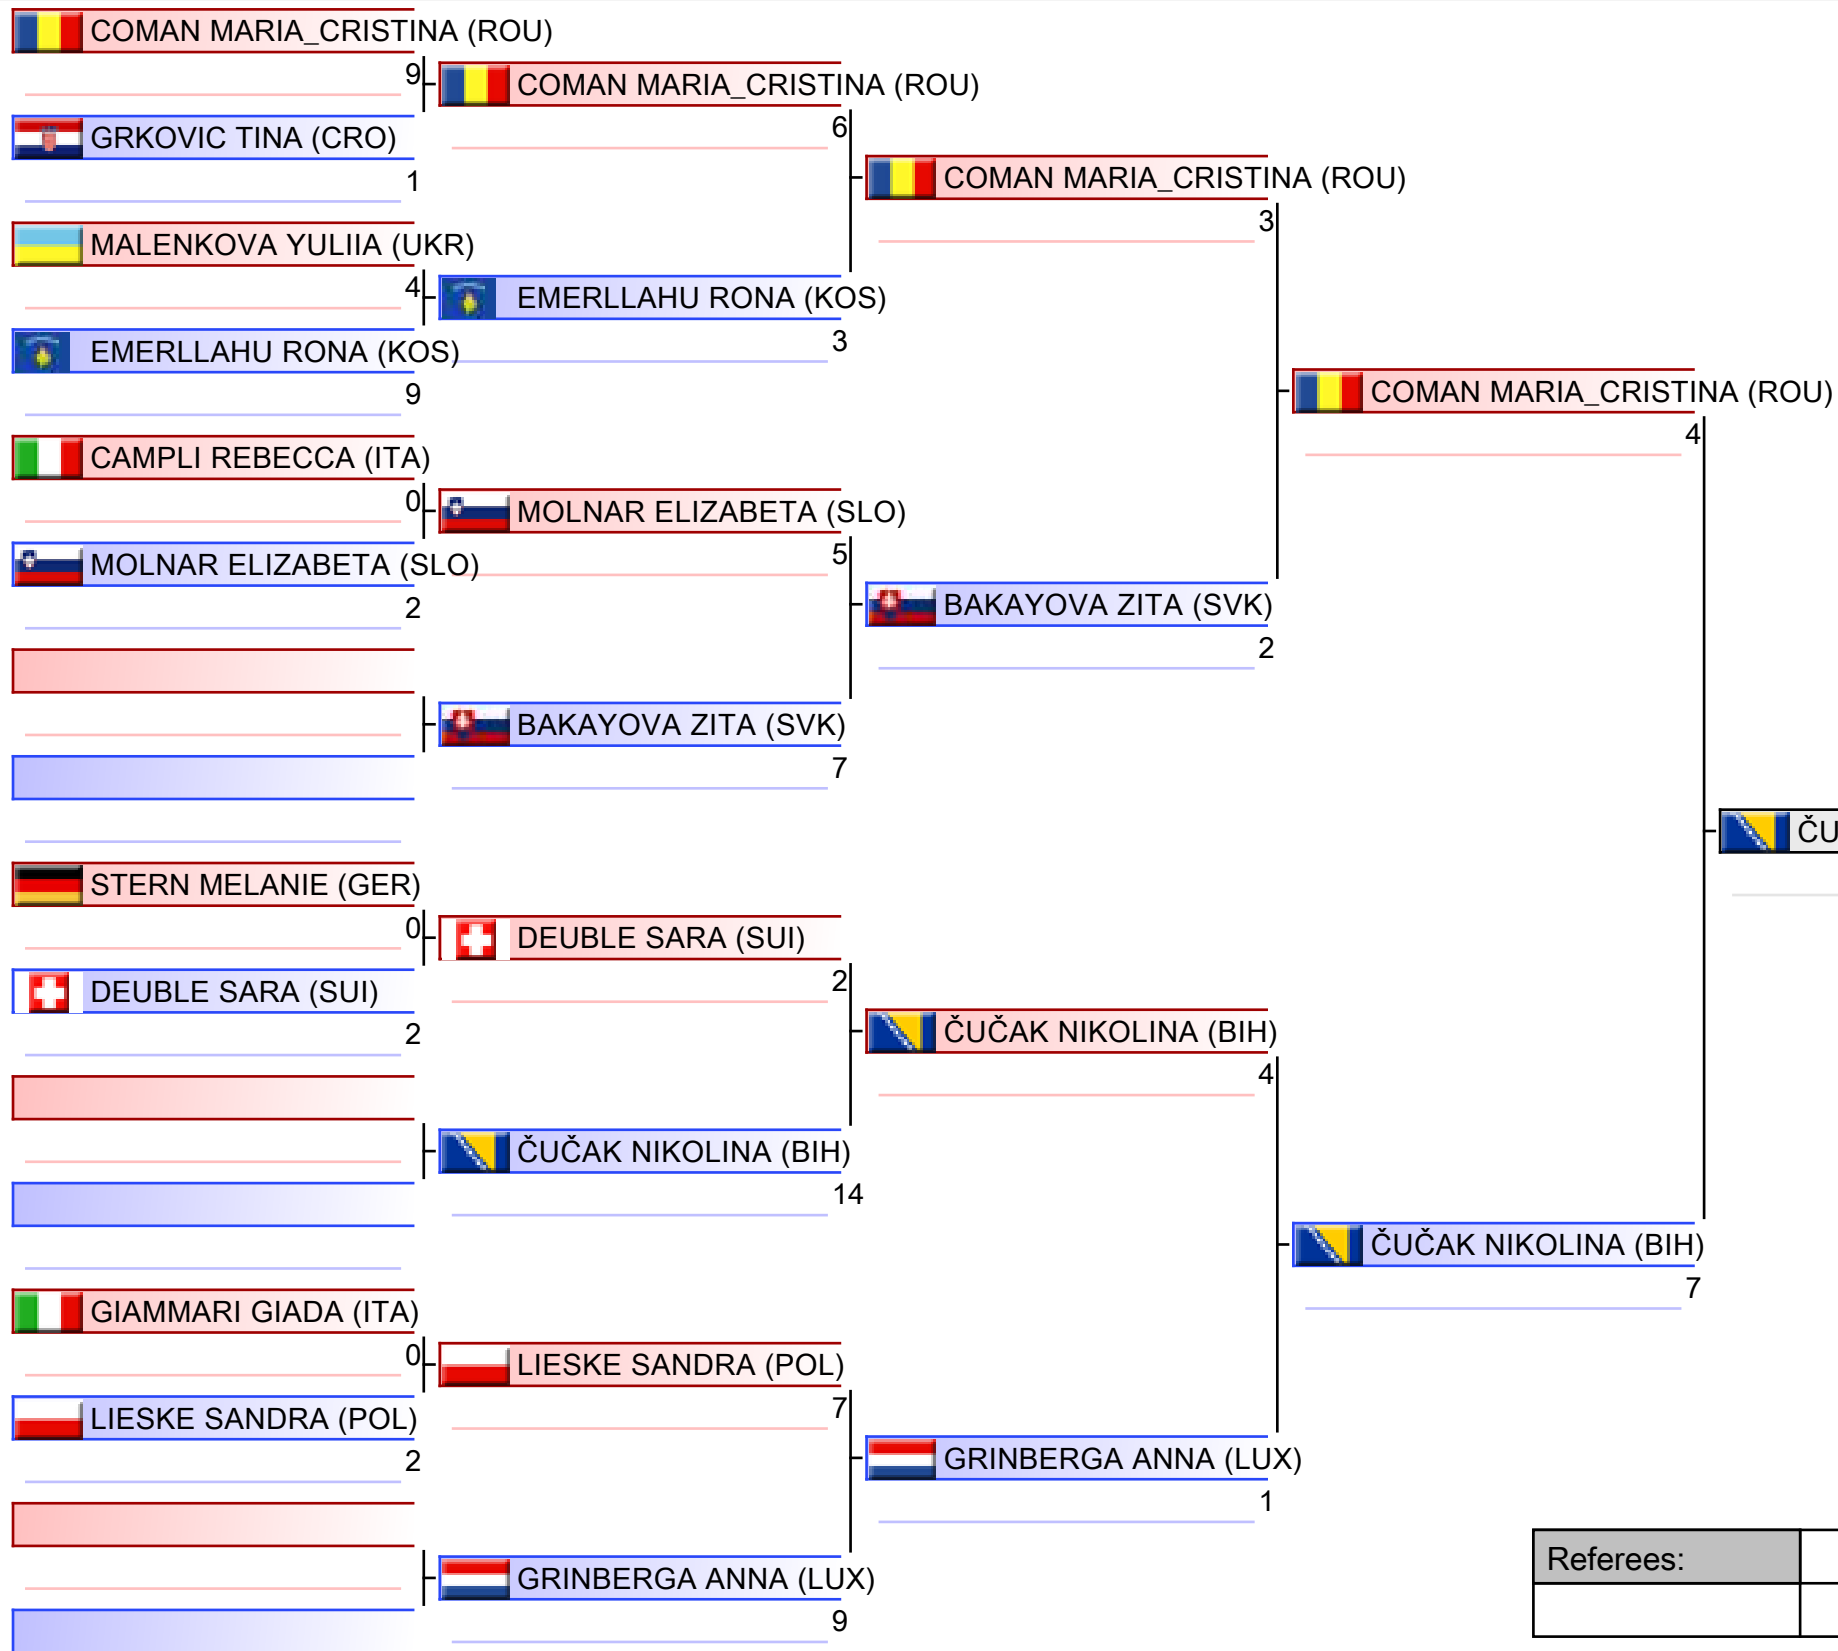 COMAN MARIA_CRISTINA (ROU)
9
GRKOVIC TINA (CRO)
1
MALENKOVA YULIIA (UKR)
4
EMERLLAHU RONA (KOS)
9
CAMPLI REBECCA (ITA)
0
MOLNAR ELIZABETA (SLO)
2
STERN MELANIE (GER)
0
DEUBLE SARA (SUI)
2
GIAMMARI GIADA (ITA)
0
LIESKE SANDRA (POL)
2
COMAN MARIA_CRISTINA (ROU)
6
EMERLLAHU RONA (KOS)
3
MOLNAR ELIZABETA (SLO)
5
BAKAYOVA ZITA (SVK)
7
DEUBLE SARA (SUI)
2
ČUČAK NIKOLINA (BIH)
14
LIESKE SANDRA (POL)
7
GRINBERGA ANNA (LUX)
9
COMAN MARIA_CRISTINA (ROU)
3
BAKAYOVA ZITA (SVK)
2
ČUČAK NIKOLINA (BIH)
4
GRINBERGA ANNA (LUX)
1
COMAN MARIA_CRISTINA (ROU)
4
ČUČAK NIKOLINA (BIH)
7
ČU
Referees: